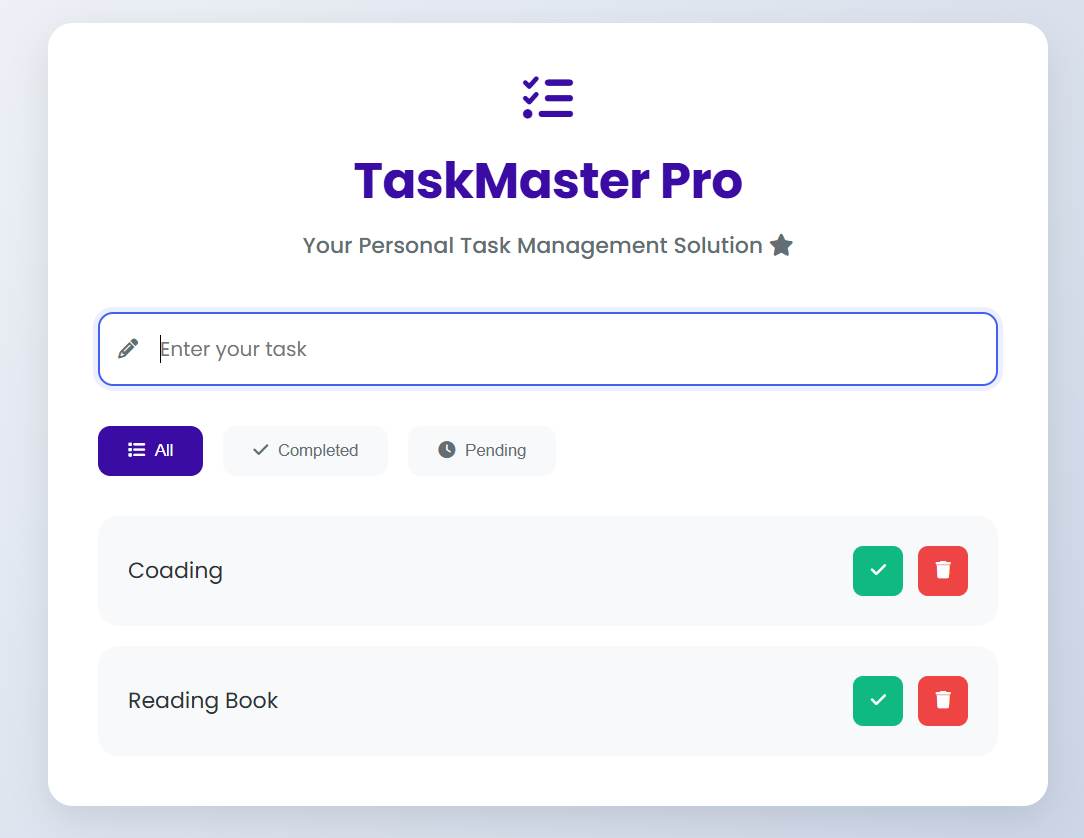 TaskMaster Pro
Your Personal Task Management Solution
Enter your task
All
Completed
Pending
Coading
Reading Book